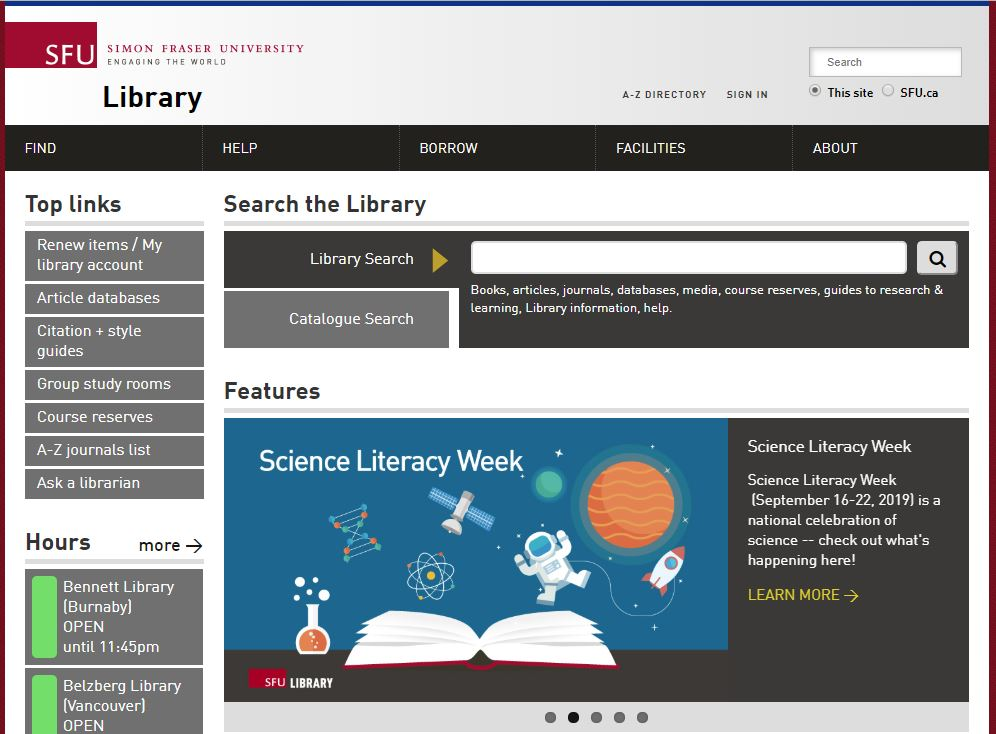 SFU
SIMON FRASER UNIVERSITY
ENGAGING THE WORLD
Library
A-Z DIRECTORY
SIGN IN
Search
This site
SFU.ca
FIND
HELP
BORROW
FACILITIES
ABOUT
Top links
Renew items / My
library account
Article databases
Citation + style
guides
Group study rooms
Course reserves
A-Z journals list
Ask a librarian
Hours
more →
Bennett Library
(Burnaby)
OPEN
until 11:45pm
Belzberg Library
(Vancouver)
OPEN
Search the Library
Library Search
Catalogue Search
Books, articles, journals, databases, media, course reserves, guides to research &
learning, Library information, help.
Features
Science Literacy Week
SFU LIBRARY
Science Literacy Week
Science Literacy Week
(September 16-22, 2019) is a
national celebration of
science -- check out what's
happening here!
LEARN MORE →